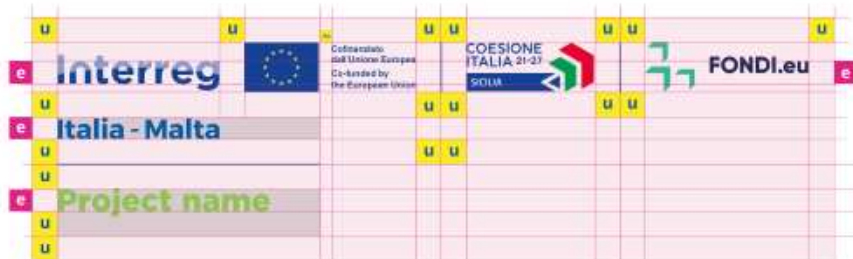 u u u u u u u
Cofinanziato
dall'Unione Europea
Co-funded by
the European Union
COESIONE
ITALIA 21-27
SICILIA
e Interreg FONDI.eu e
u u u u u
e Italia - Malta
u u u
u
e Project name
u
u